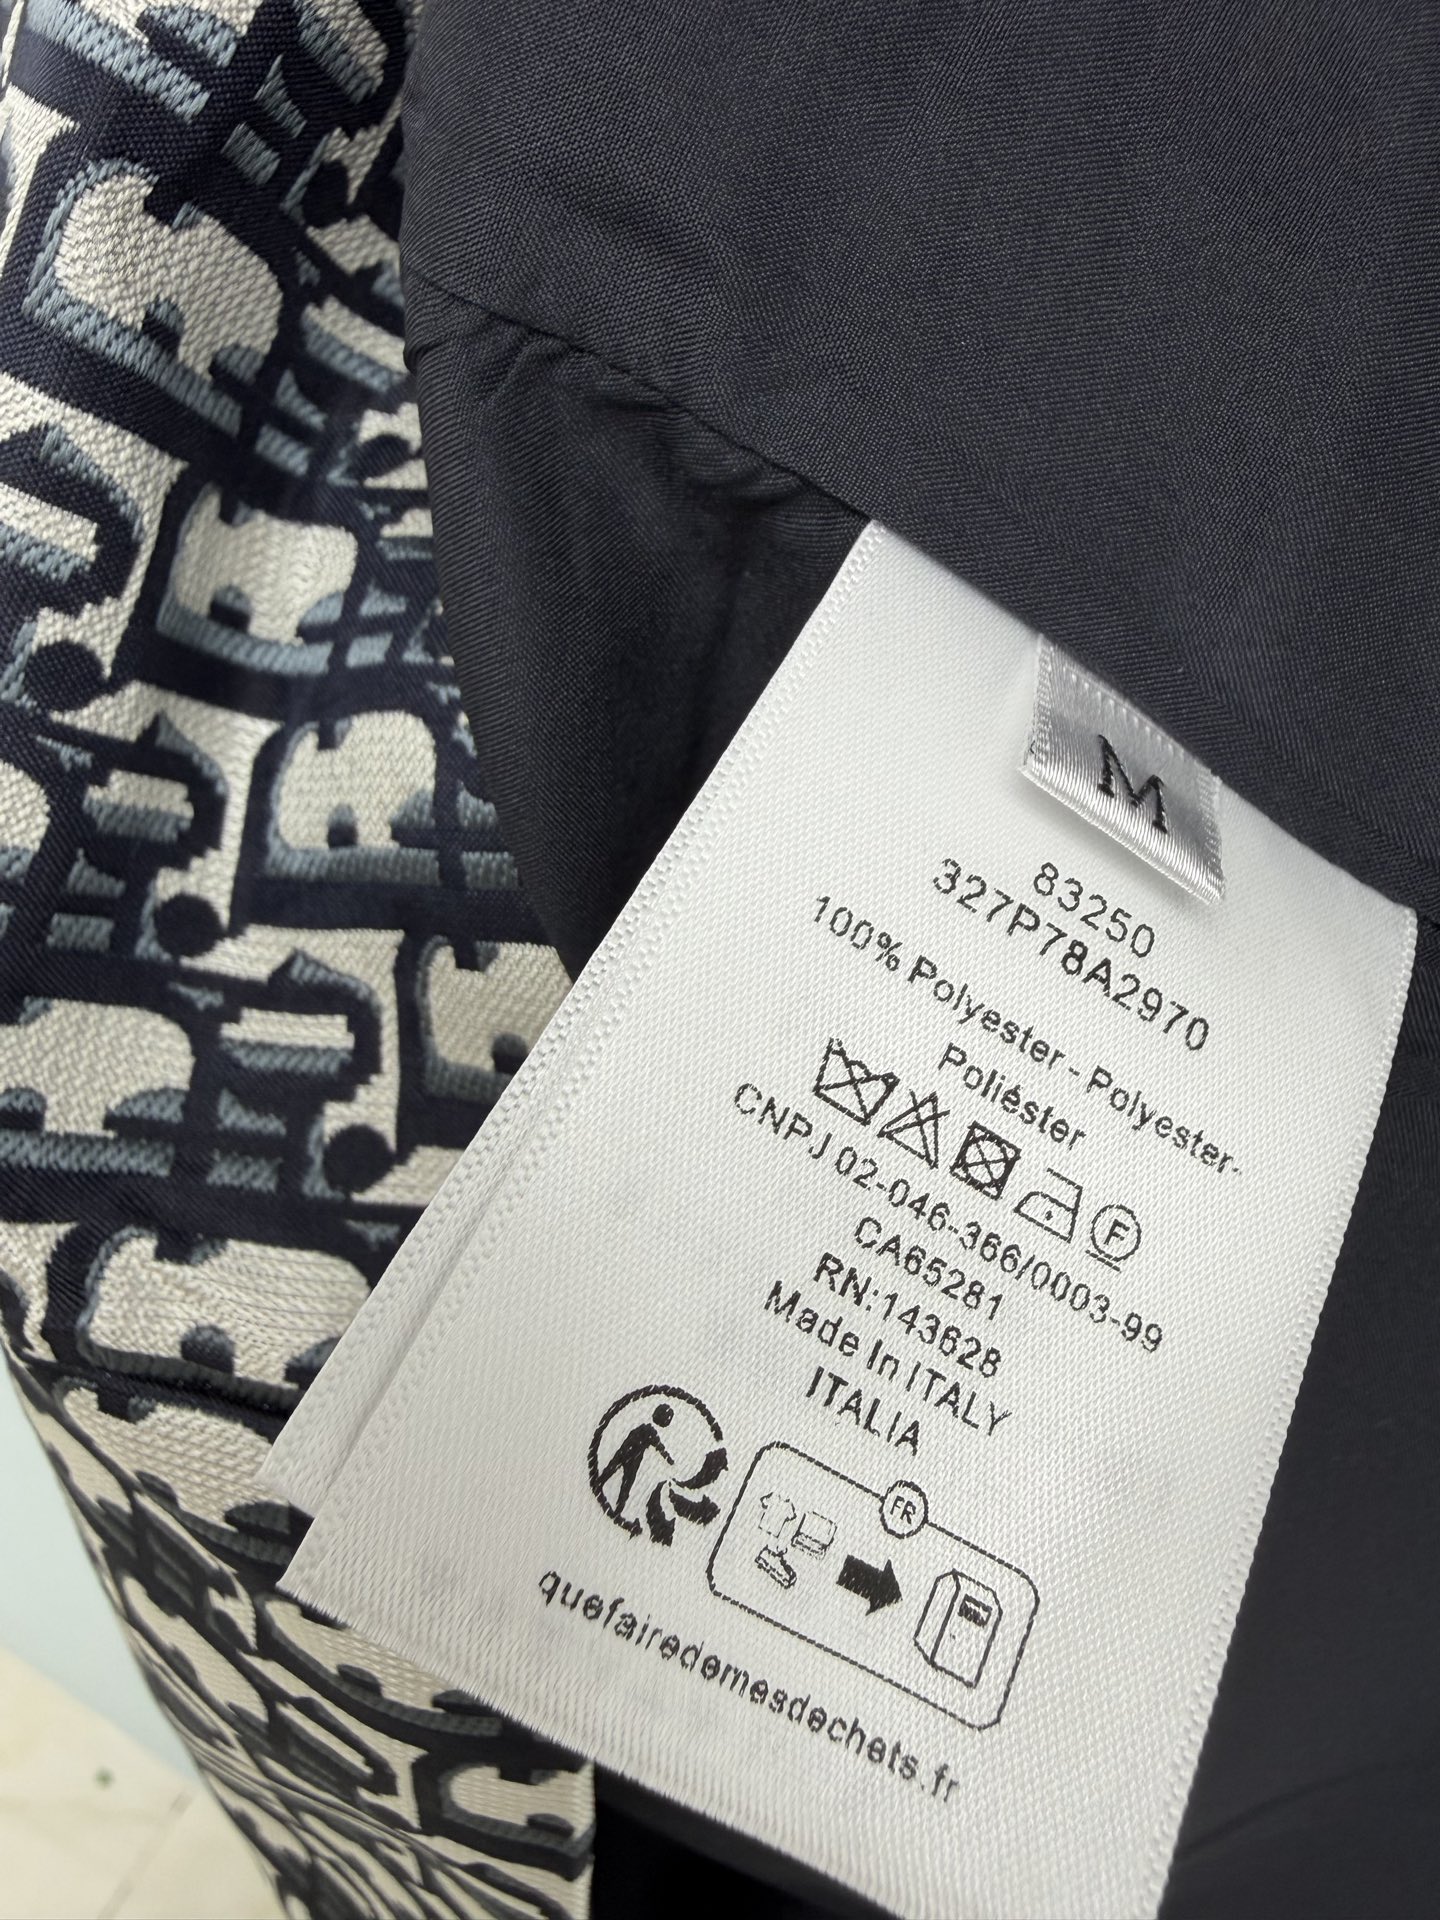 M
83250
327P78A2970
100% Polyester - Polyester-
Poliéster
F
CNPJ 02-046-366/0003-99
CA65281
RN:143628
Made In ITALY
ITALIA
FR
quefairedemesdechets.fr